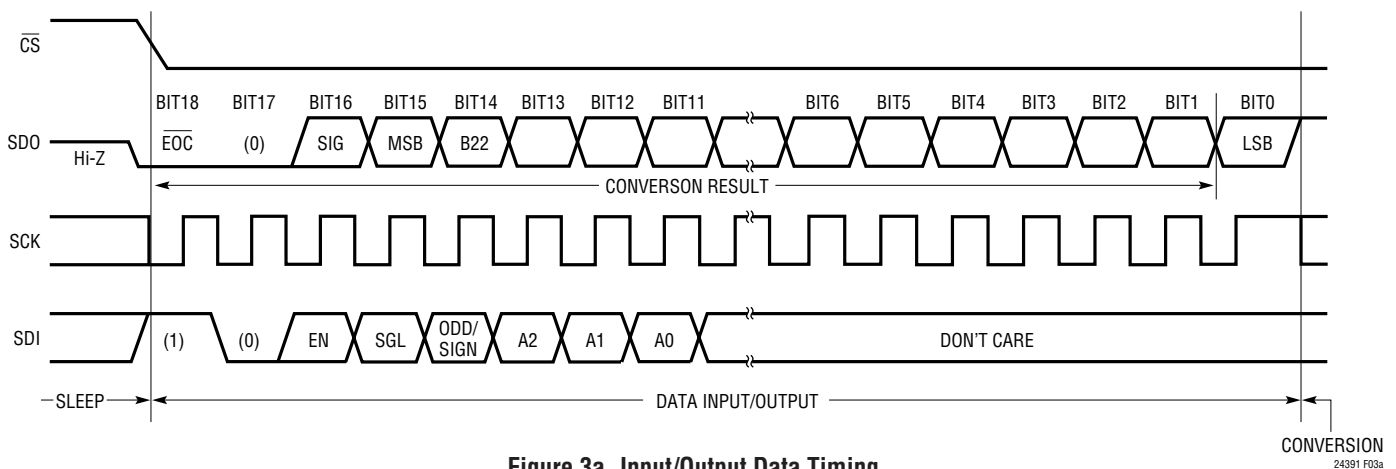 CS
BIT18 BIT17 BIT16 BIT15 BIT14 BIT13 BIT12 BIT11 BIT6 BIT5 BIT4 BIT3 BIT2 BIT1 BIT0
SDO Hi-Z EOC (0) SIG MSB B22 LSB
CONVERSON RESULT
SCK
SDI (1) (0) EN SGL ODD/
SIGN A2 A1 A0 DON'T CARE
SLEEP DATA INPUT/OUTPUT
CONVERSION
24391 F03a
Figure 3a. Input/Output Data Timing